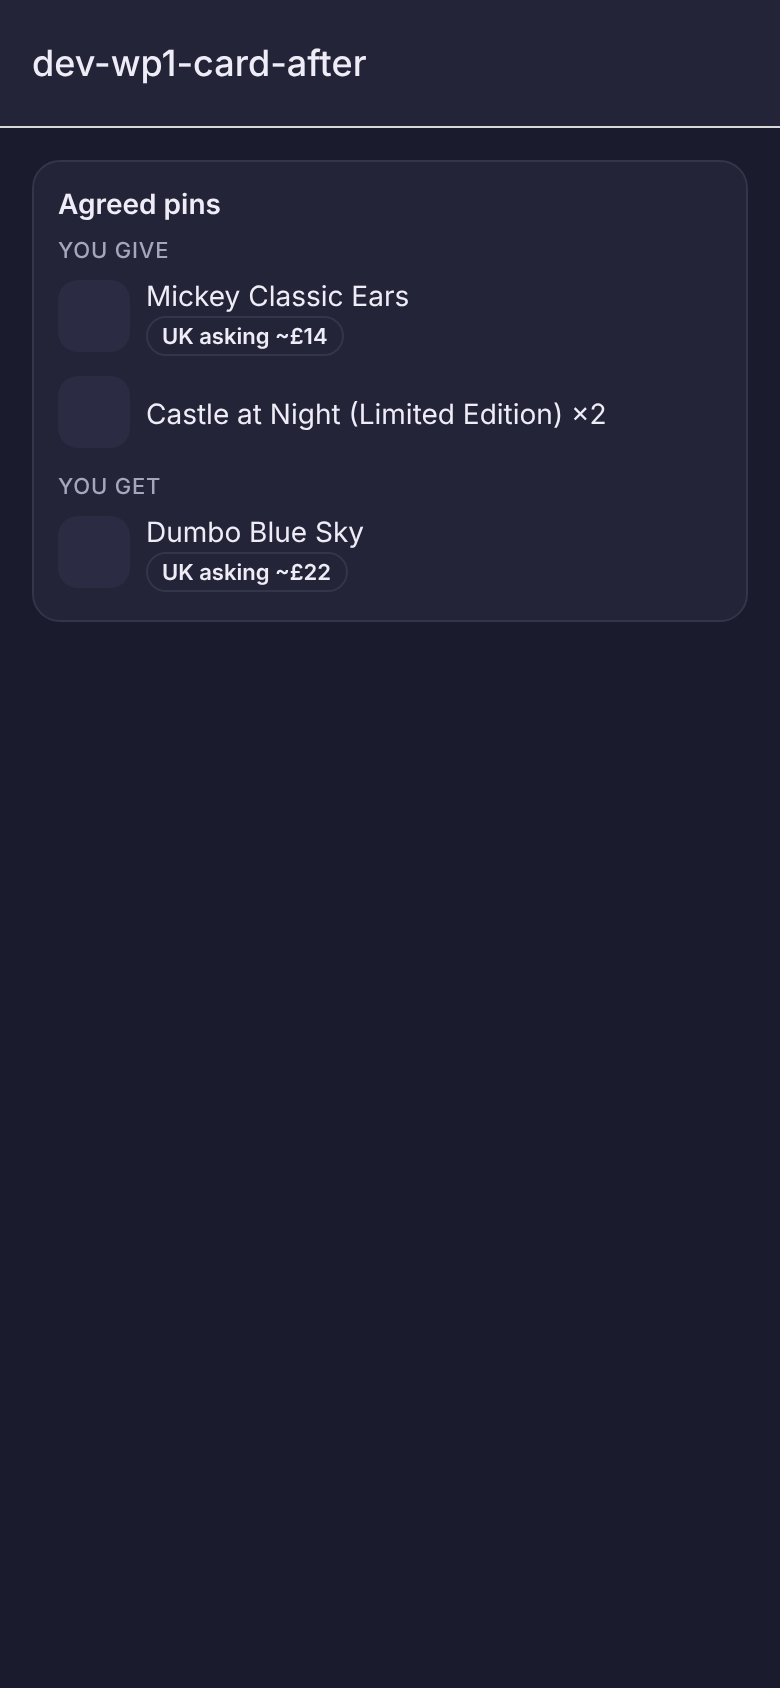 dev-wp1-card-after
Agreed pins
YOU GIVE
Mickey Classic Ears
UK asking ~£14
Castle at Night (Limited Edition) ×2
YOU GET
Dumbo Blue Sky
UK asking ~£22